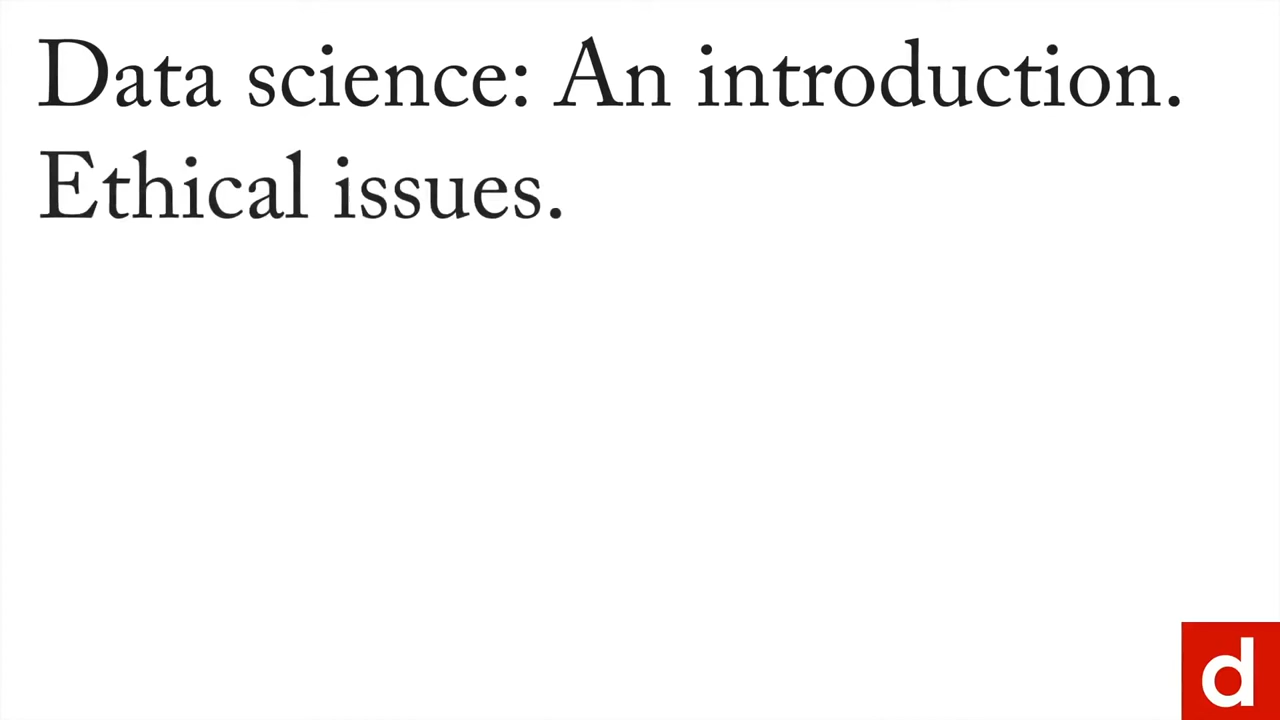 Data science: An introduction.
Ethical issues.
d